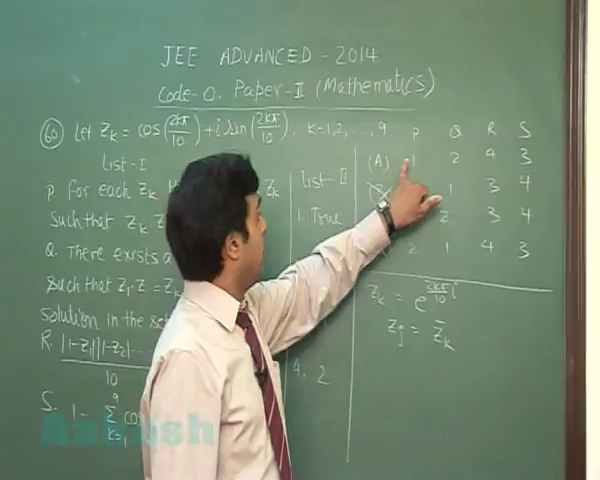 JEE ADVANCED - 2014
Code-O. Paper-II (Mathematics)
60 Let Zk = cos(2kπ/10) + i sin(2kπ/10). k=1,2,...,9
List-I
P. For each Zk
Zk
Such that Zk.Z
Q. There exists a
Such that Z1.Z = Zk
Solution in the set
R. |1-Z1||1-Z2|...
10
S. 1 - Σ k=1 9 cos
List-II
1. True
4. 2
P Q R S
(A) 1 2 4 3
1 3 4
2 3 4
2 1 4 3
Zk = e^(2kπ/10 i)
Zj = Z̄k
Aakash